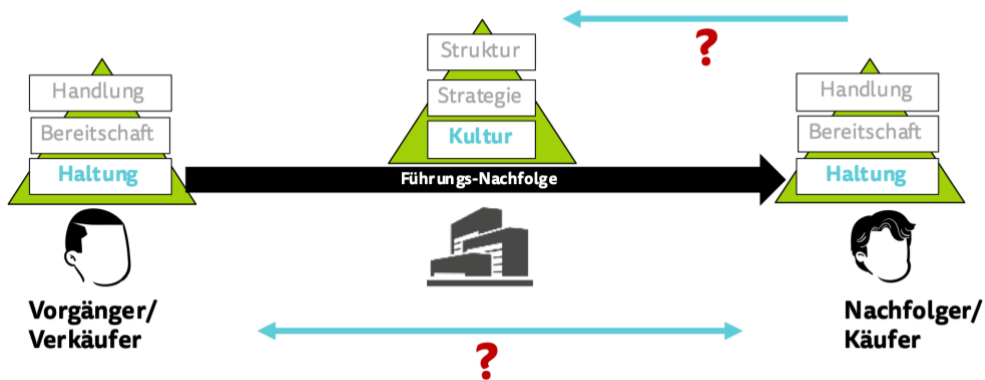 ?
Struktur
Strategie
Kultur
Handlung
Bereitschaft
Haltung
Handlung
Bereitschaft
Haltung
Führungs-Nachfolge
Vorgänger/
Verkäufer
Nachfolger/
Käufer
?